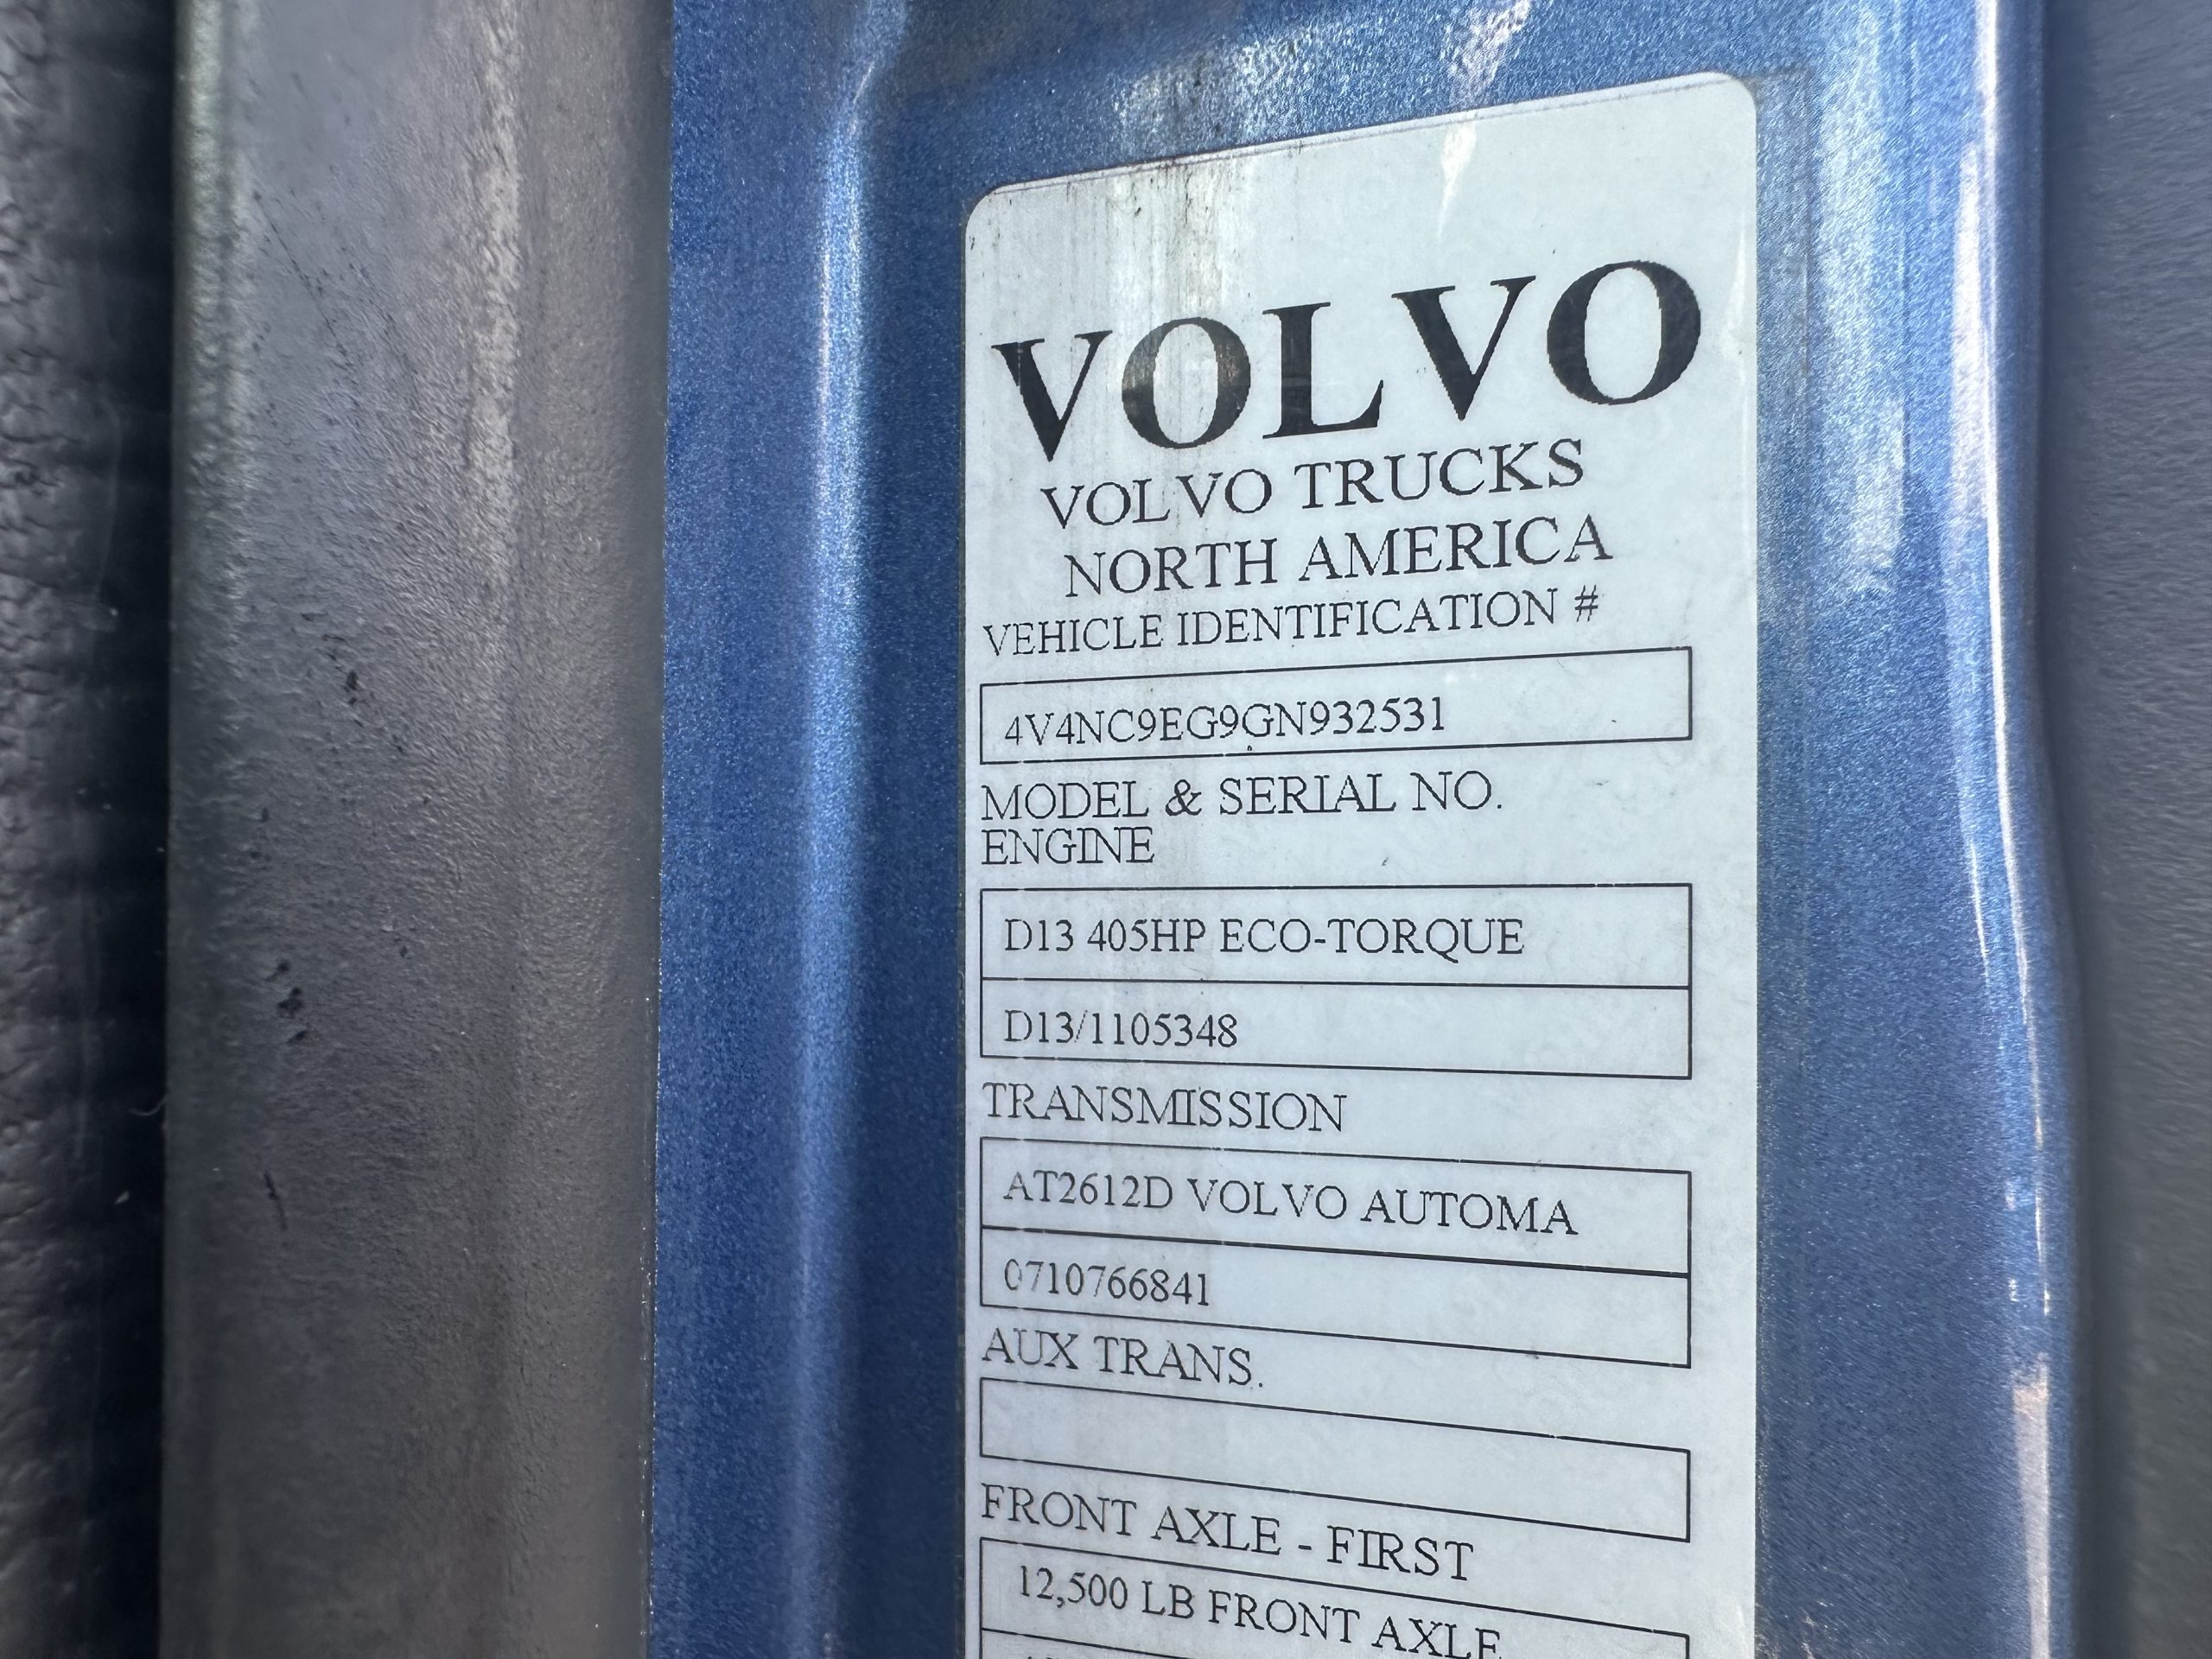 VOLVO
VOLVO TRUCKS
NORTH AMERICA
VEHICLE IDENTIFICATION #
4V4NC9EG9GN932531
MODEL & SERIAL NO.
ENGINE
D13 405HP ECO-TORQUE
D13/1105348
TRANSMISSION
AT2612D VOLVO AUTOMA
0710766841
AUX TRANS.
FRONT AXLE - FIRST
12,500 LB FRONT AXLE